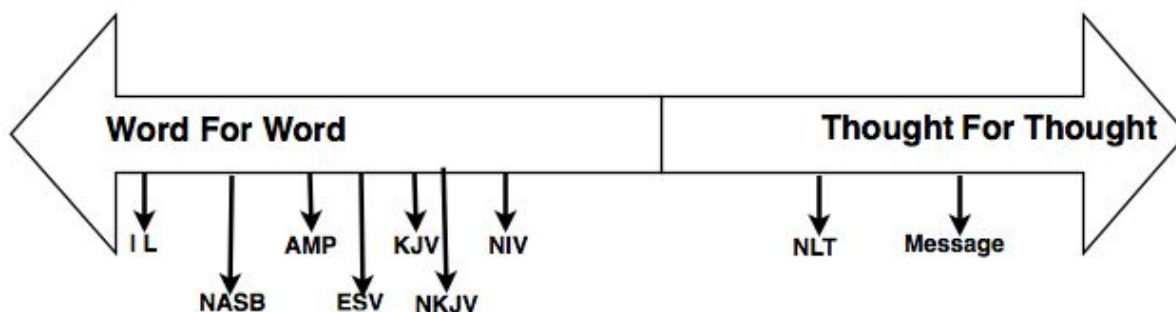 Word For Word Thought For Thought
I L AMP KJV NIV NLT Message
NASB ESV NKJV